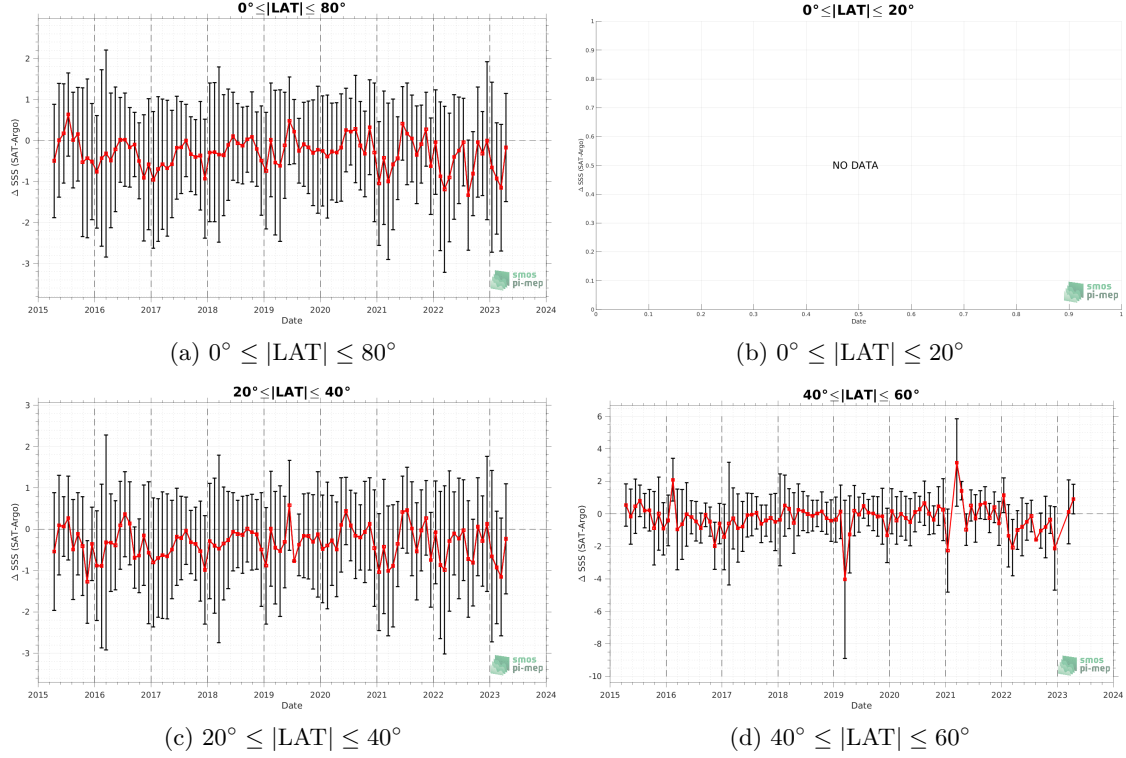 0°≤|LAT|≤ 80°
Δ SSS (SAT-Argo)
2
1
0
-1
-2
-3
2015 2016 2017 2018 2019 2020 2021 2022 2023 2024
Date
smos
pi-mep
(a) 0° ≤ |LAT| ≤ 80°
0°≤|LAT|≤ 20°
Δ SSS (SAT-Argo)
1
0.9
0.8
0.7
0.6
0.5
0.4
0.3
0.2
0.1
0
NO DATA
0 0.1 0.2 0.3 0.4 0.5 0.6 0.7 0.8 0.9 1
Date
smos
pi-mep
(b) 0° ≤ |LAT| ≤ 20°
20°≤|LAT|≤ 40°
Δ SSS (SAT-Argo)
3
2
1
0
-1
-2
-3
2015 2016 2017 2018 2019 2020 2021 2022 2023 2024
Date
smos
pi-mep
(c) 20° ≤ |LAT| ≤ 40°
40°≤|LAT|≤ 60°
Δ SSS (SAT-Argo)
6
4
2
0
-2
-4
-6
-8
-10
2015 2016 2017 2018 2019 2020 2021 2022 2023 2024
Date
smos
pi-mep
(d) 40° ≤ |LAT| ≤ 60°